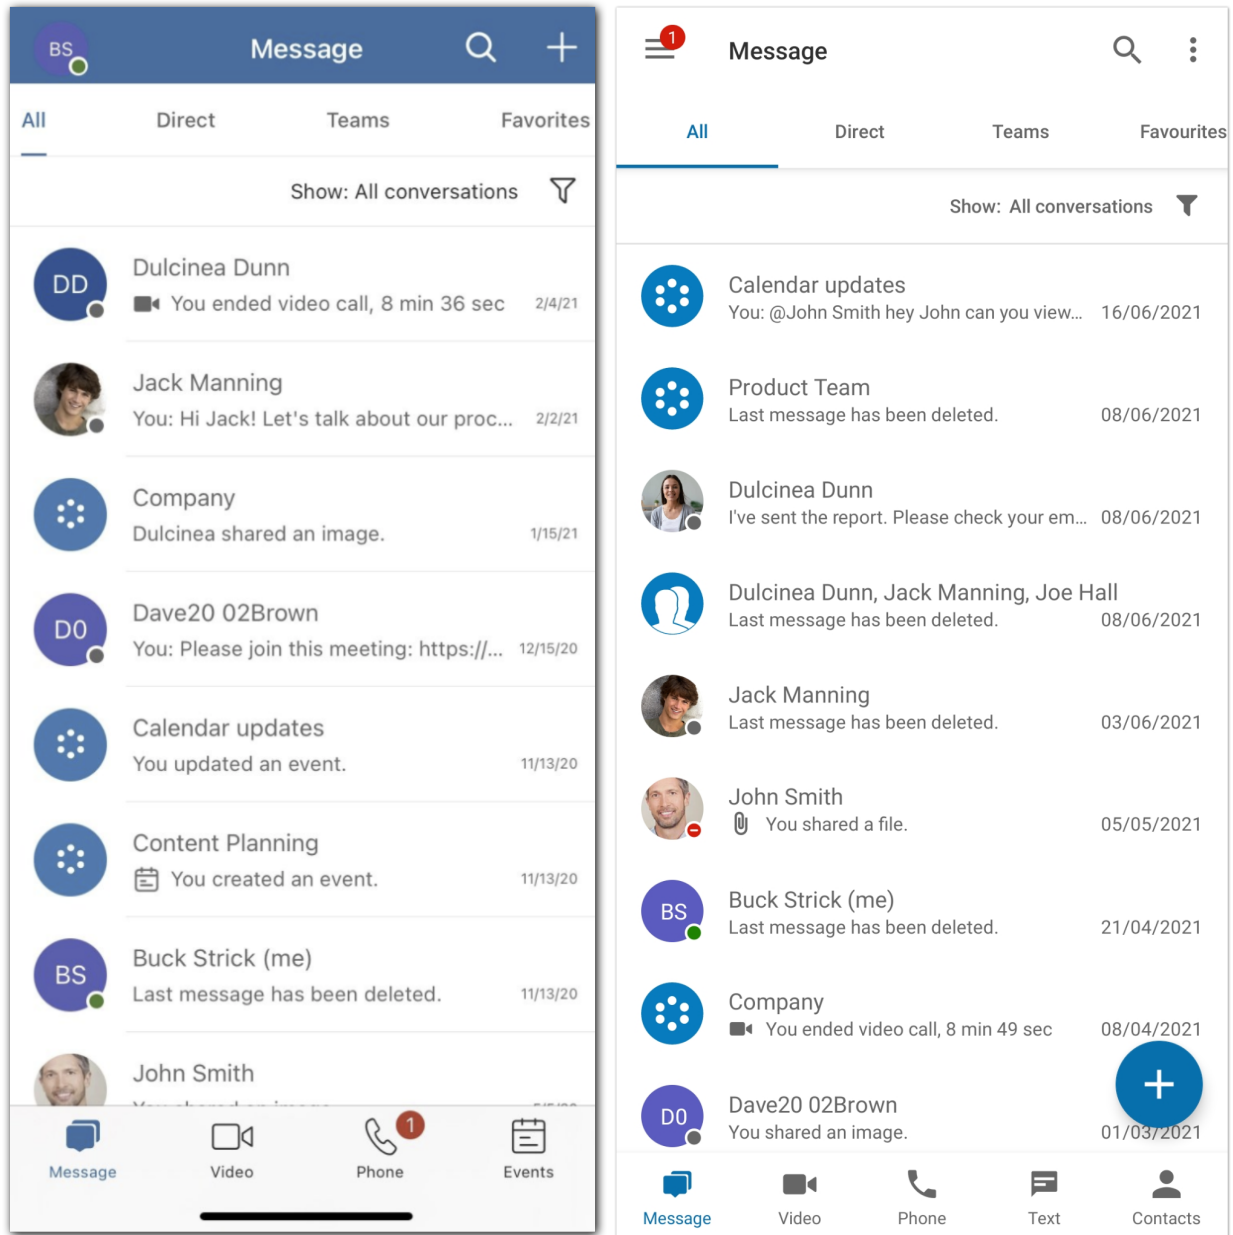 BS
Message
All Direct Teams Favorites
Show: All conversations
DD
Dulcinea Dunn
You ended video call, 8 min 36 sec 2/4/21
Jack Manning
You: Hi Jack! Let's talk about our proc... 2/2/21
Company
Dulcinea shared an image. 1/15/21
D0
Dave20 02Brown
You: Please join this meeting: https://... 12/15/20
Calendar updates
You updated an event. 11/13/20
Content Planning
You created an event. 11/13/20
BS
Buck Strick (me)
Last message has been deleted. 11/13/20
John Smith
1
Message Video Phone Events
1
Message
All Direct Teams Favourites
Show: All conversations
Calendar updates
You: @John Smith hey John can you view... 16/06/2021
Product Team
Last message has been deleted. 08/06/2021
Dulcinea Dunn
I've sent the report. Please check your em... 08/06/2021
Dulcinea Dunn, Jack Manning, Joe Hall
Last message has been deleted. 08/06/2021
Jack Manning
Last message has been deleted. 03/06/2021
John Smith
You shared a file. 05/05/2021
BS
Buck Strick (me)
Last message has been deleted. 21/04/2021
Company
You ended video call, 8 min 49 sec 08/04/2021
D0
Dave20 02Brown
You shared an image. 01/03/2021
Message Video Phone Text Contacts